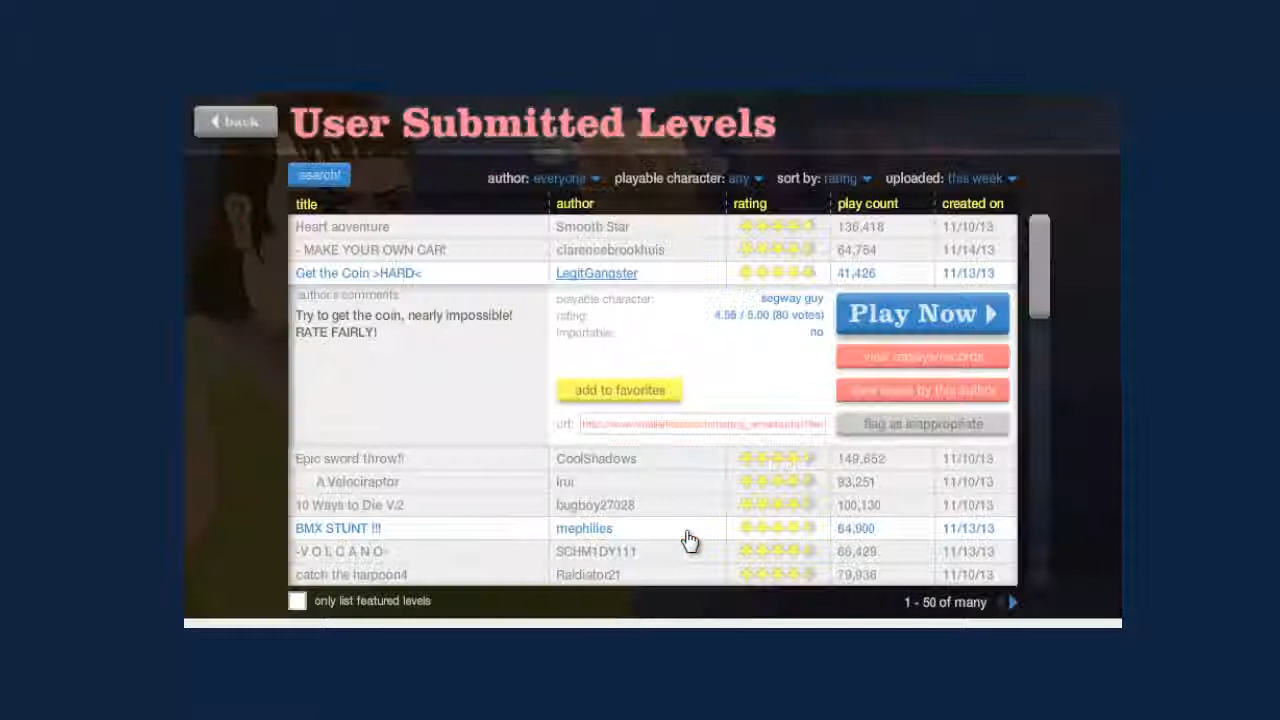 back
User Submitted Levels
search!
author: everyone playable character: any sort by: rating uploaded: this week
title author rating play count created on
Heart adventure Smooth Star 136,418 11/10/13
- MAKE YOUR OWN CAR! clarencebrookhuis 64,754 11/14/13
Get the Coin >HARD< LegitGangster 41,426 11/13/13
author's comments
Try to get the coin, nearly impossible!
RATE FAIRLY!
playable character: segway guy
rating: 4.56 / 5.00 (80 votes)
importable: no
Play Now
view replays/records
view levels by this author
add to favorites
url:
flag as inappropriate
Epic sword throw!! CoolShadows 149,652 11/10/13
A Velociraptor irui 93,251 11/10/13
10 Ways to Die V.2 bugboy27028 100,130 11/10/13
BMX STUNT !!! mephilies 64,900 11/13/13
-V O L C A N O- SCHM1DY111 66,429 11/13/13
catch the harpoon4 Raidiator21 79,936 11/10/13
only list featured levels
1 - 50 of many